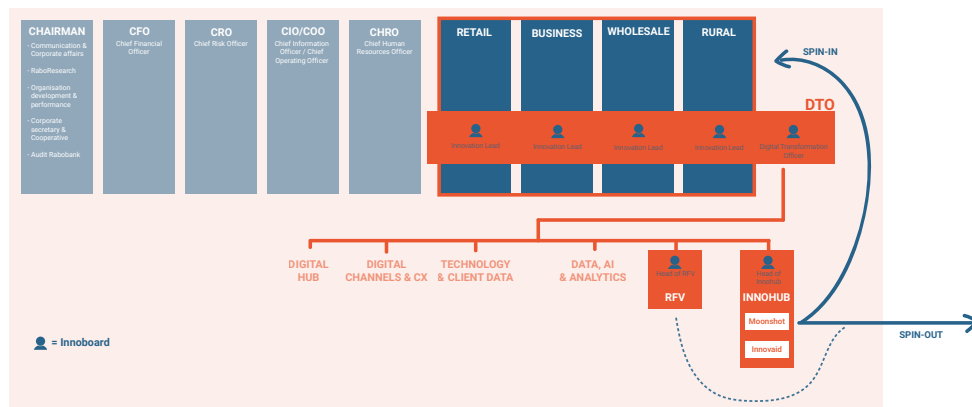 CHAIRMAN
- Communication &
Corporate affairs
- RaboResearch
- Organisation
development &
performance
- Corporate
secretary &
Cooperative
- Audit Rabobank
CFO
Chief Financial
Officer
CRO
Chief Risk Officer
CIO/COO
Chief Information
Officer / Chief
Operating Officer
CHRO
Chief Human
Resources Officer
RETAIL
BUSINESS
WHOLESALE
RURAL
SPIN-IN
DTO
Innovation Lead
Innovation Lead
Innovation Lead
Innovation Lead
Digital Transformation
Officer
DIGITAL
HUB
DIGITAL
CHANNELS & CX
TECHNOLOGY
& CLIENT DATA
DATA, AI
& ANALYTICS
Head of RFV
RFV
Head of
Innohub
INNOHUB
Moonshot
Innovaid
SPIN-OUT
= Innoboard